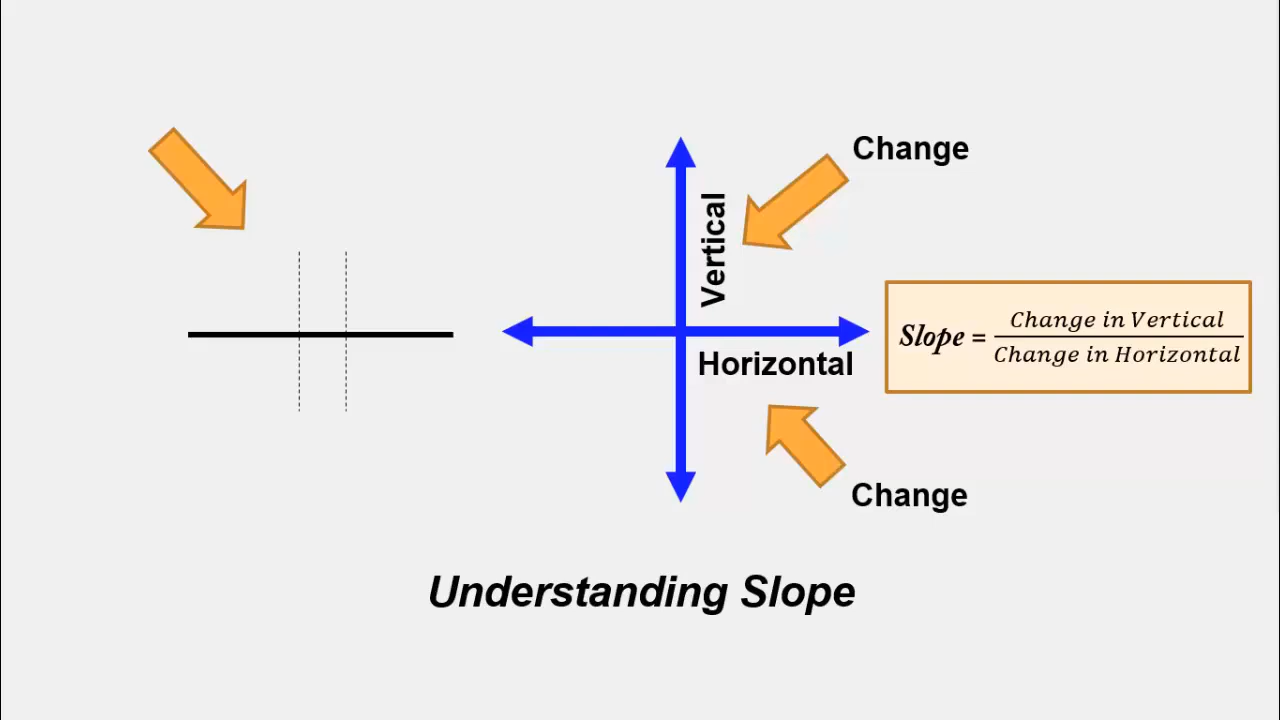 Change
Vertical
Horizontal
Slope = Change in Vertical / Change in Horizontal
Change
Understanding Slope